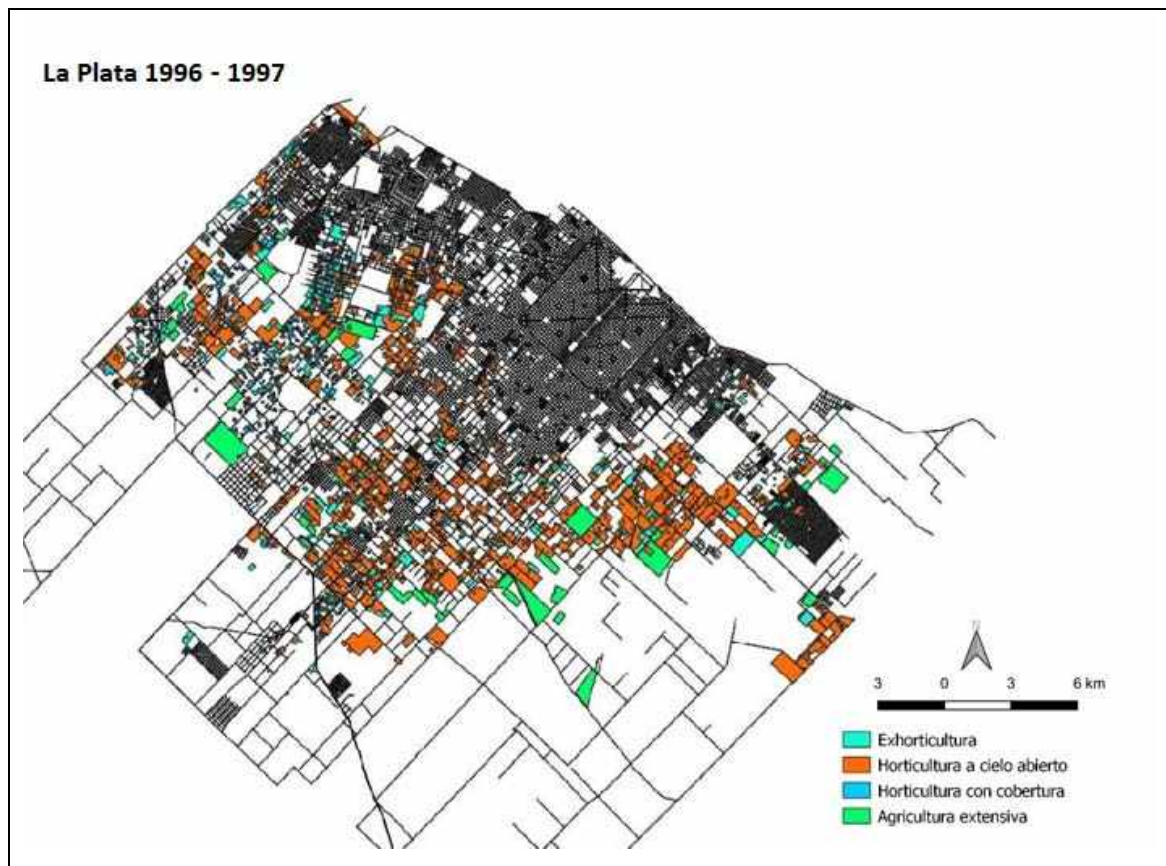 La Plata 1996 - 1997
3 0 3 6 km
Exhorticultura
Horticultura a cielo abierto
Horticultura con cobertura
Agricultura extensiva